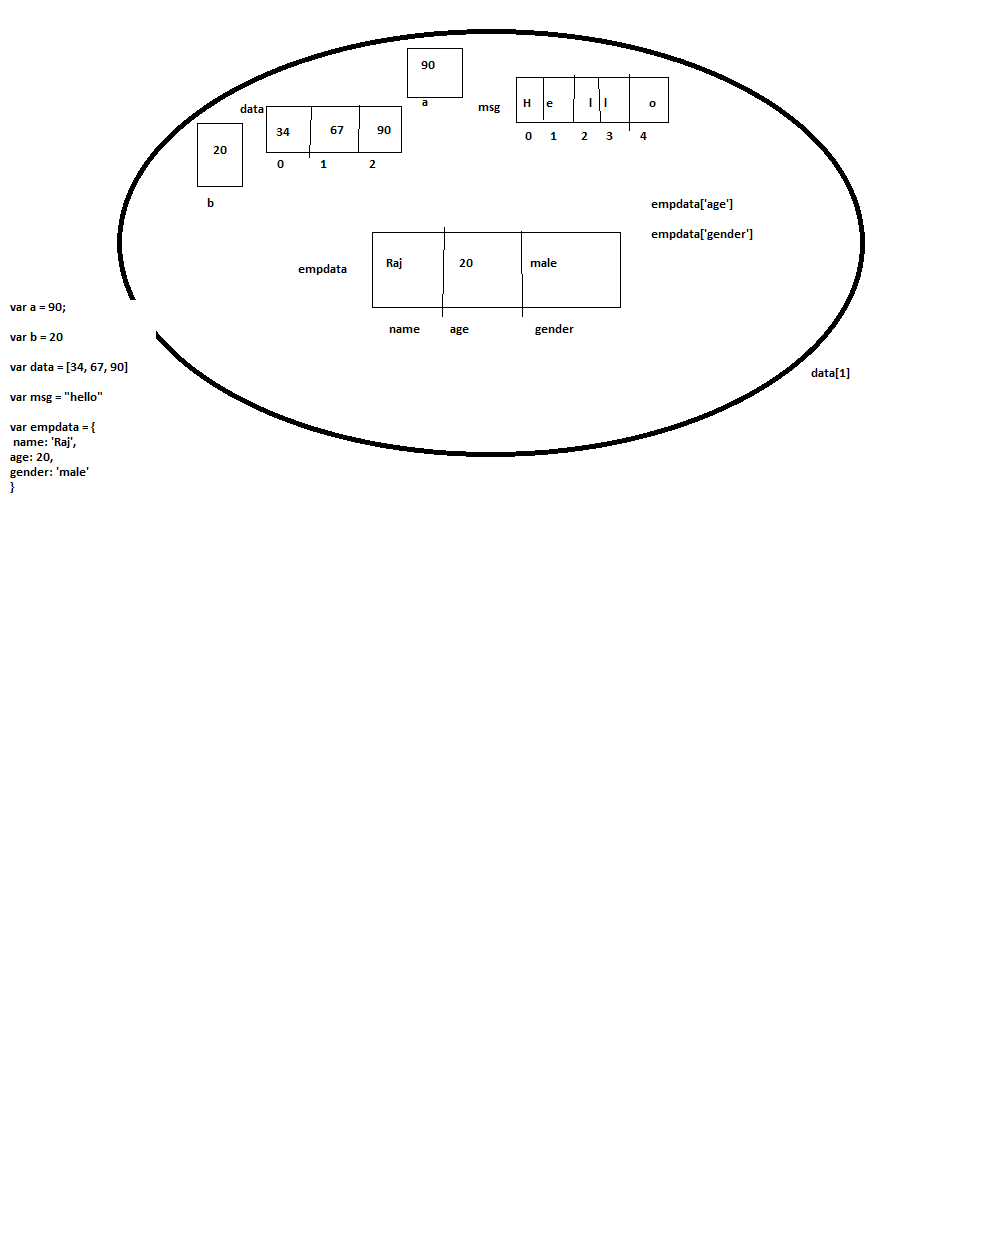 90
a
msg
H e l l o
0 1 2 3 4
data
34 67 90
0 1 2
20
b
empdata['age']
empdata['gender']
empdata
Raj 20 male
name age gender
var a = 90;
var b = 20
var data = [34, 67, 90]
var msg = "hello"
var empdata = {
name: 'Raj',
age: 20,
gender: 'male'
}
data[1]